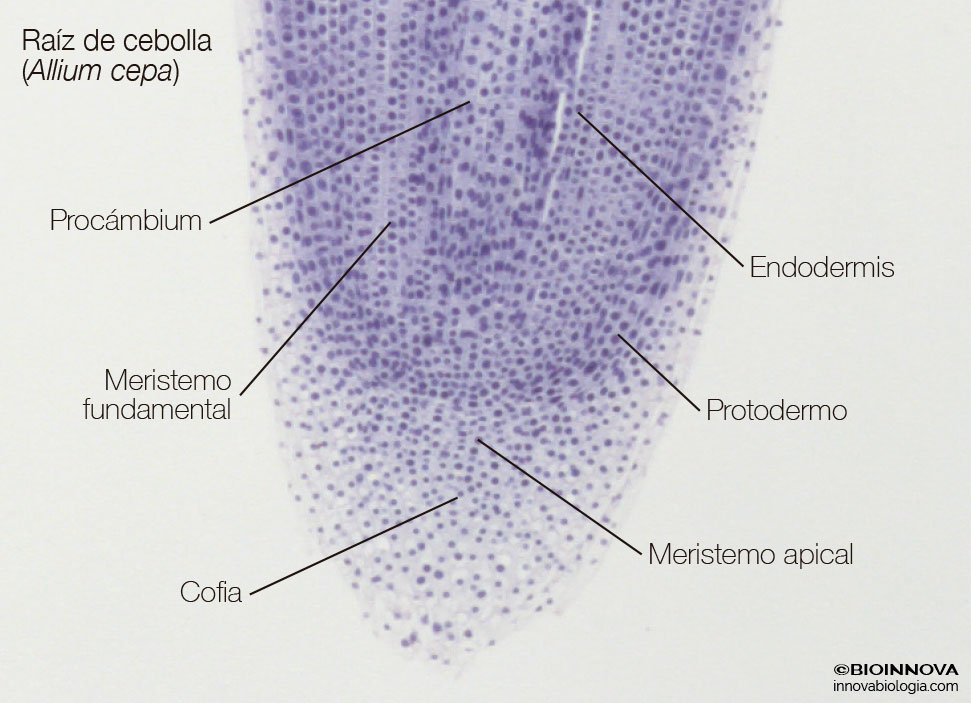 Raíz de cebolla
(Allium cepa)
Procámbium
Endodermis
Meristemo
fundamental
Protodermo
Meristemo apical
Cofia
©BIOINNOVA
innovabiologia.com